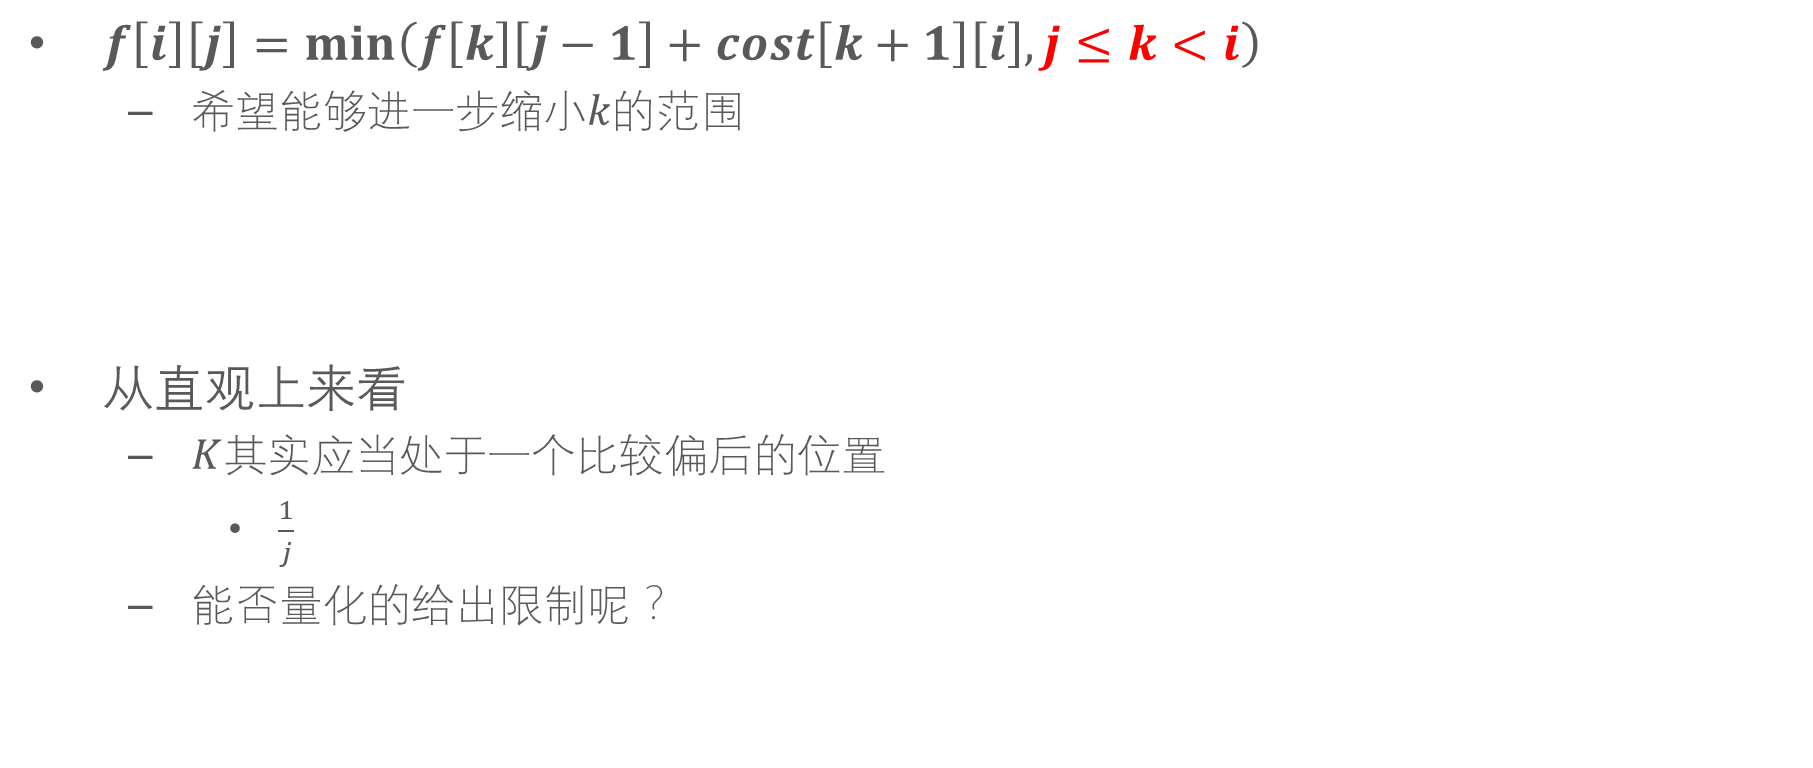 • f[i][j] = min(f[k][j − 1] + cost[k + 1][i], j ≤ k < i)
– 希望能够进一步缩小k的范围
• 从直观上来看
– K其实应当处于一个比较偏后的位置
• 1/j
– 能否量化的给出限制呢？